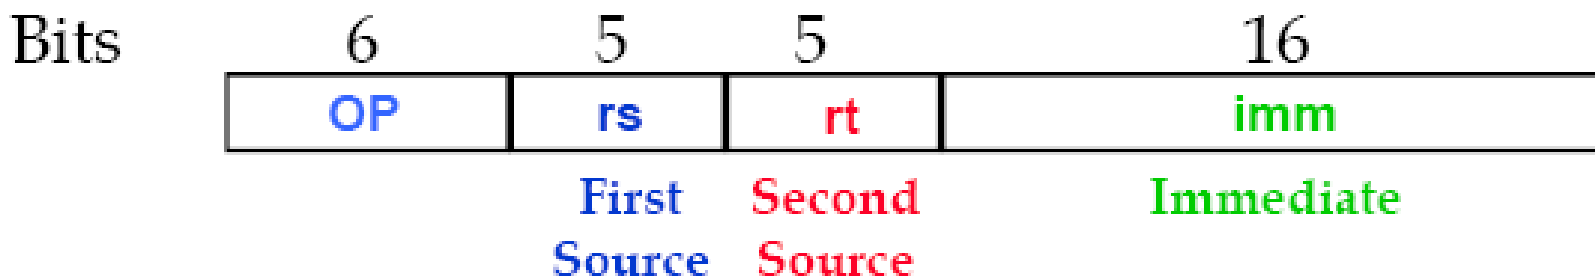 Bits 6 5 5 16
OP rs rt imm
First Second Immediate
Source Source